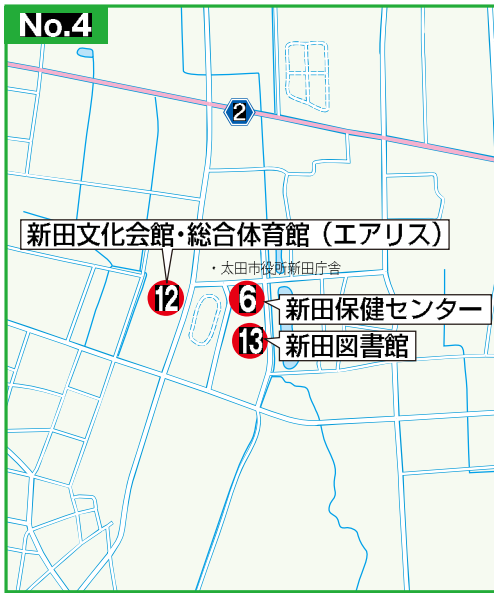 No.4
2
新田文化会館・総合体育館（エアリス）
・太田市役所新田庁舎
12
6
新田保健センター
13
新田図書館